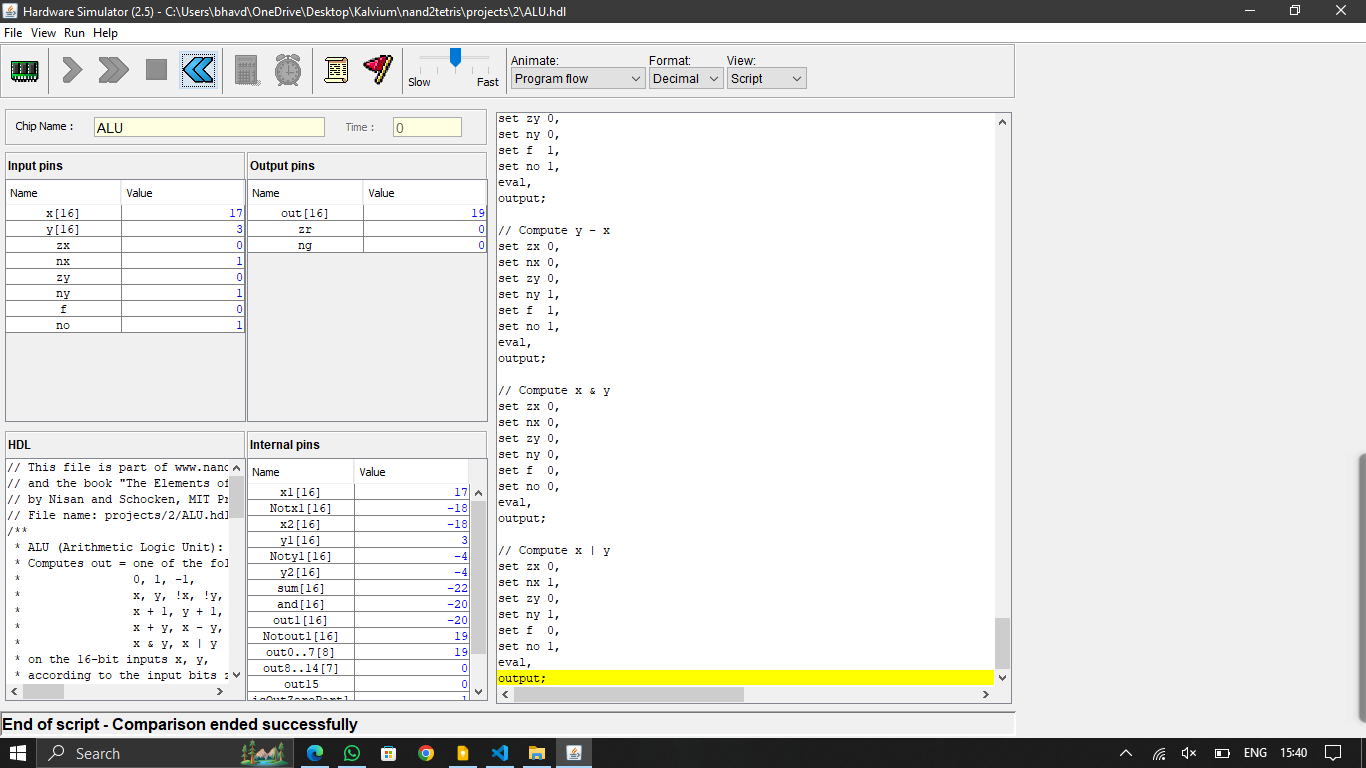 Hardware Simulator (2.5) - C:\Users\bhavd\OneDrive\Desktop\Kalvium\nand2tetris\projects\2\ALU.hdl
File View Run Help
Slow Fast
Animate: Format: View:
Program flow Decimal Script
Chip Name : ALU Time : 0
Input pins
Name Value
x[16] 17
y[16] 3
zx 0
nx 1
zy 0
ny 1
f 0
no 1
Output pins
Name Value
out[16] 19
zr 0
ng 0
HDL
// This file is part of www.nand
// and the book "The Elements of
// by Nisan and Schocken, MIT Pr
// File name: projects/2/ALU.hdl
/**
* ALU (Arithmetic Logic Unit):
* Computes out = one of the fol
* 0, 1, -1,
* x, y, !x, !y,
* x + 1, y + 1,
* x + y, x - y,
* x & y, x | y
* on the 16-bit inputs x, y,
* according to the input bits z
Internal pins
Name Value
x1[16] 17
Notx1[16] -18
x2[16] -18
y1[16] 3
Noty1[16] -4
y2[16] -4
sum[16] -22
and[16] -20
out1[16] -20
Notout1[16] 19
out0..7[8] 19
out8..14[7] 0
out15 0
set zy 0,
set ny 0,
set f 1,
set no 1,
eval,
output;
// Compute y - x
set zx 0,
set nx 0,
set zy 0,
set ny 1,
set f 1,
set no 1,
eval,
output;
// Compute x & y
set zx 0,
set nx 0,
set zy 0,
set ny 0,
set f 0,
set no 0,
eval,
output;
// Compute x | y
set zx 0,
set nx 1,
set zy 0,
set ny 1,
set f 0,
set no 1,
eval,
output;
End of script - Comparison ended successfully
Search
ENG 15:40